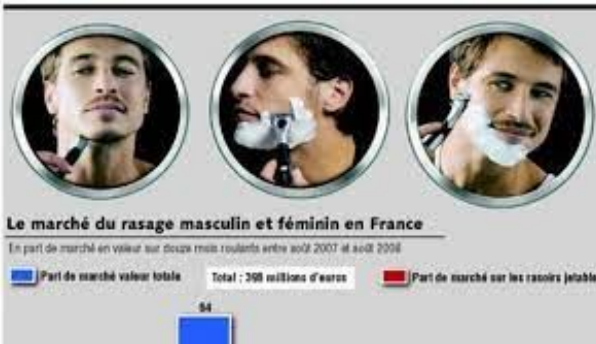 Le marché du rasage masculin et féminin en France
En part de marché en valeur sur douze mois roulants entre août 2007 et août 2008
Part de marché valeur totale
Total : 398 millions d'euros
Part de marché sur les rasoirs jetable
64